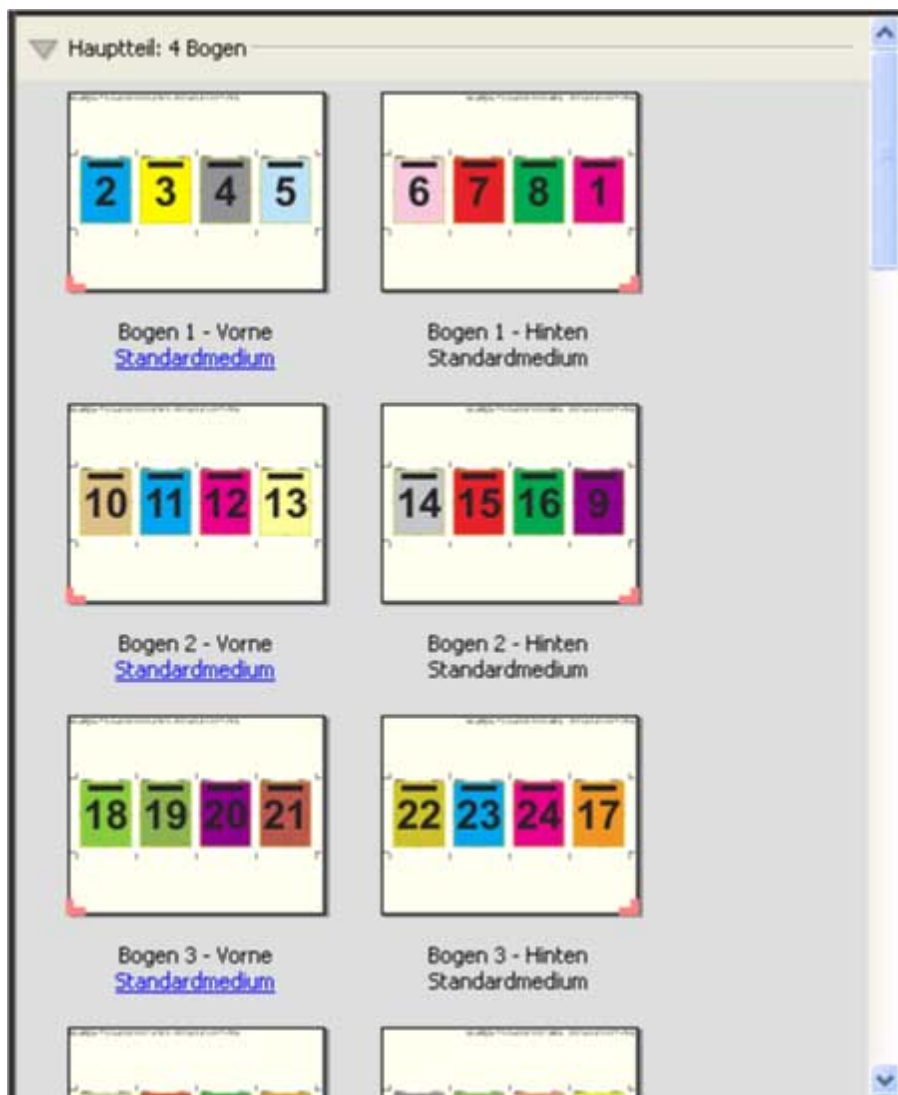 Hauptteil: 4 Bogen
2 3 4 5
6 7 8 1
Bogen 1 - Vorne
Standardmedium
Bogen 1 - Hinten
Standardmedium
10 11 12 13
14 15 16 9
Bogen 2 - Vorne
Standardmedium
Bogen 2 - Hinten
Standardmedium
18 19 20 21
22 23 24 17
Bogen 3 - Vorne
Standardmedium
Bogen 3 - Hinten
Standardmedium